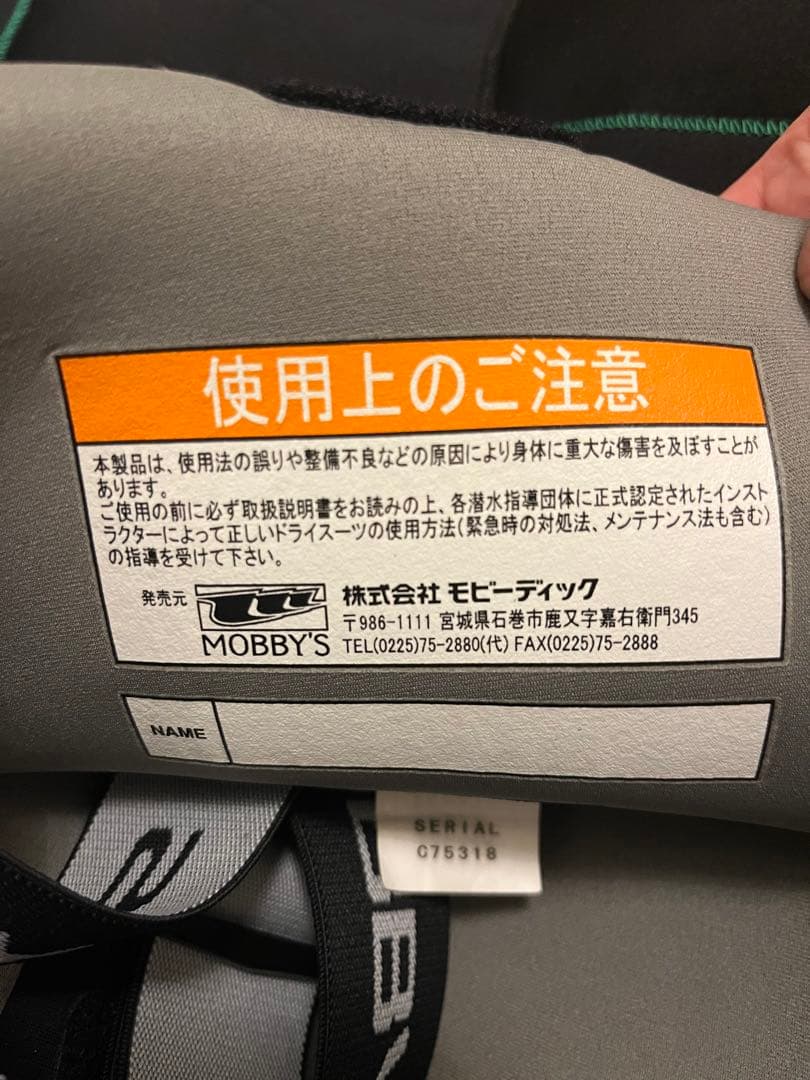 使用上のご注意
本製品は、使用法の誤りや整備不良などの原因により身体に重大な傷害を及ぼすことが
あります。
ご使用の前に必ず取扱説明書をお読みの上、各潜水指導団体に正式認定されたインスト
ラクターによって正しいドライスーツの使用方法(緊急時の対処法、メンテナンス法も含む)
の指導を受けて下さい。
発売元
MOBBY'S
株式会社 モビーディック
〒986-1111 宮城県石巻市鹿又字嘉右衛門345
TEL(0225)75-2880(代) FAX(0225)75-2888
NAME
SERIAL
C75318